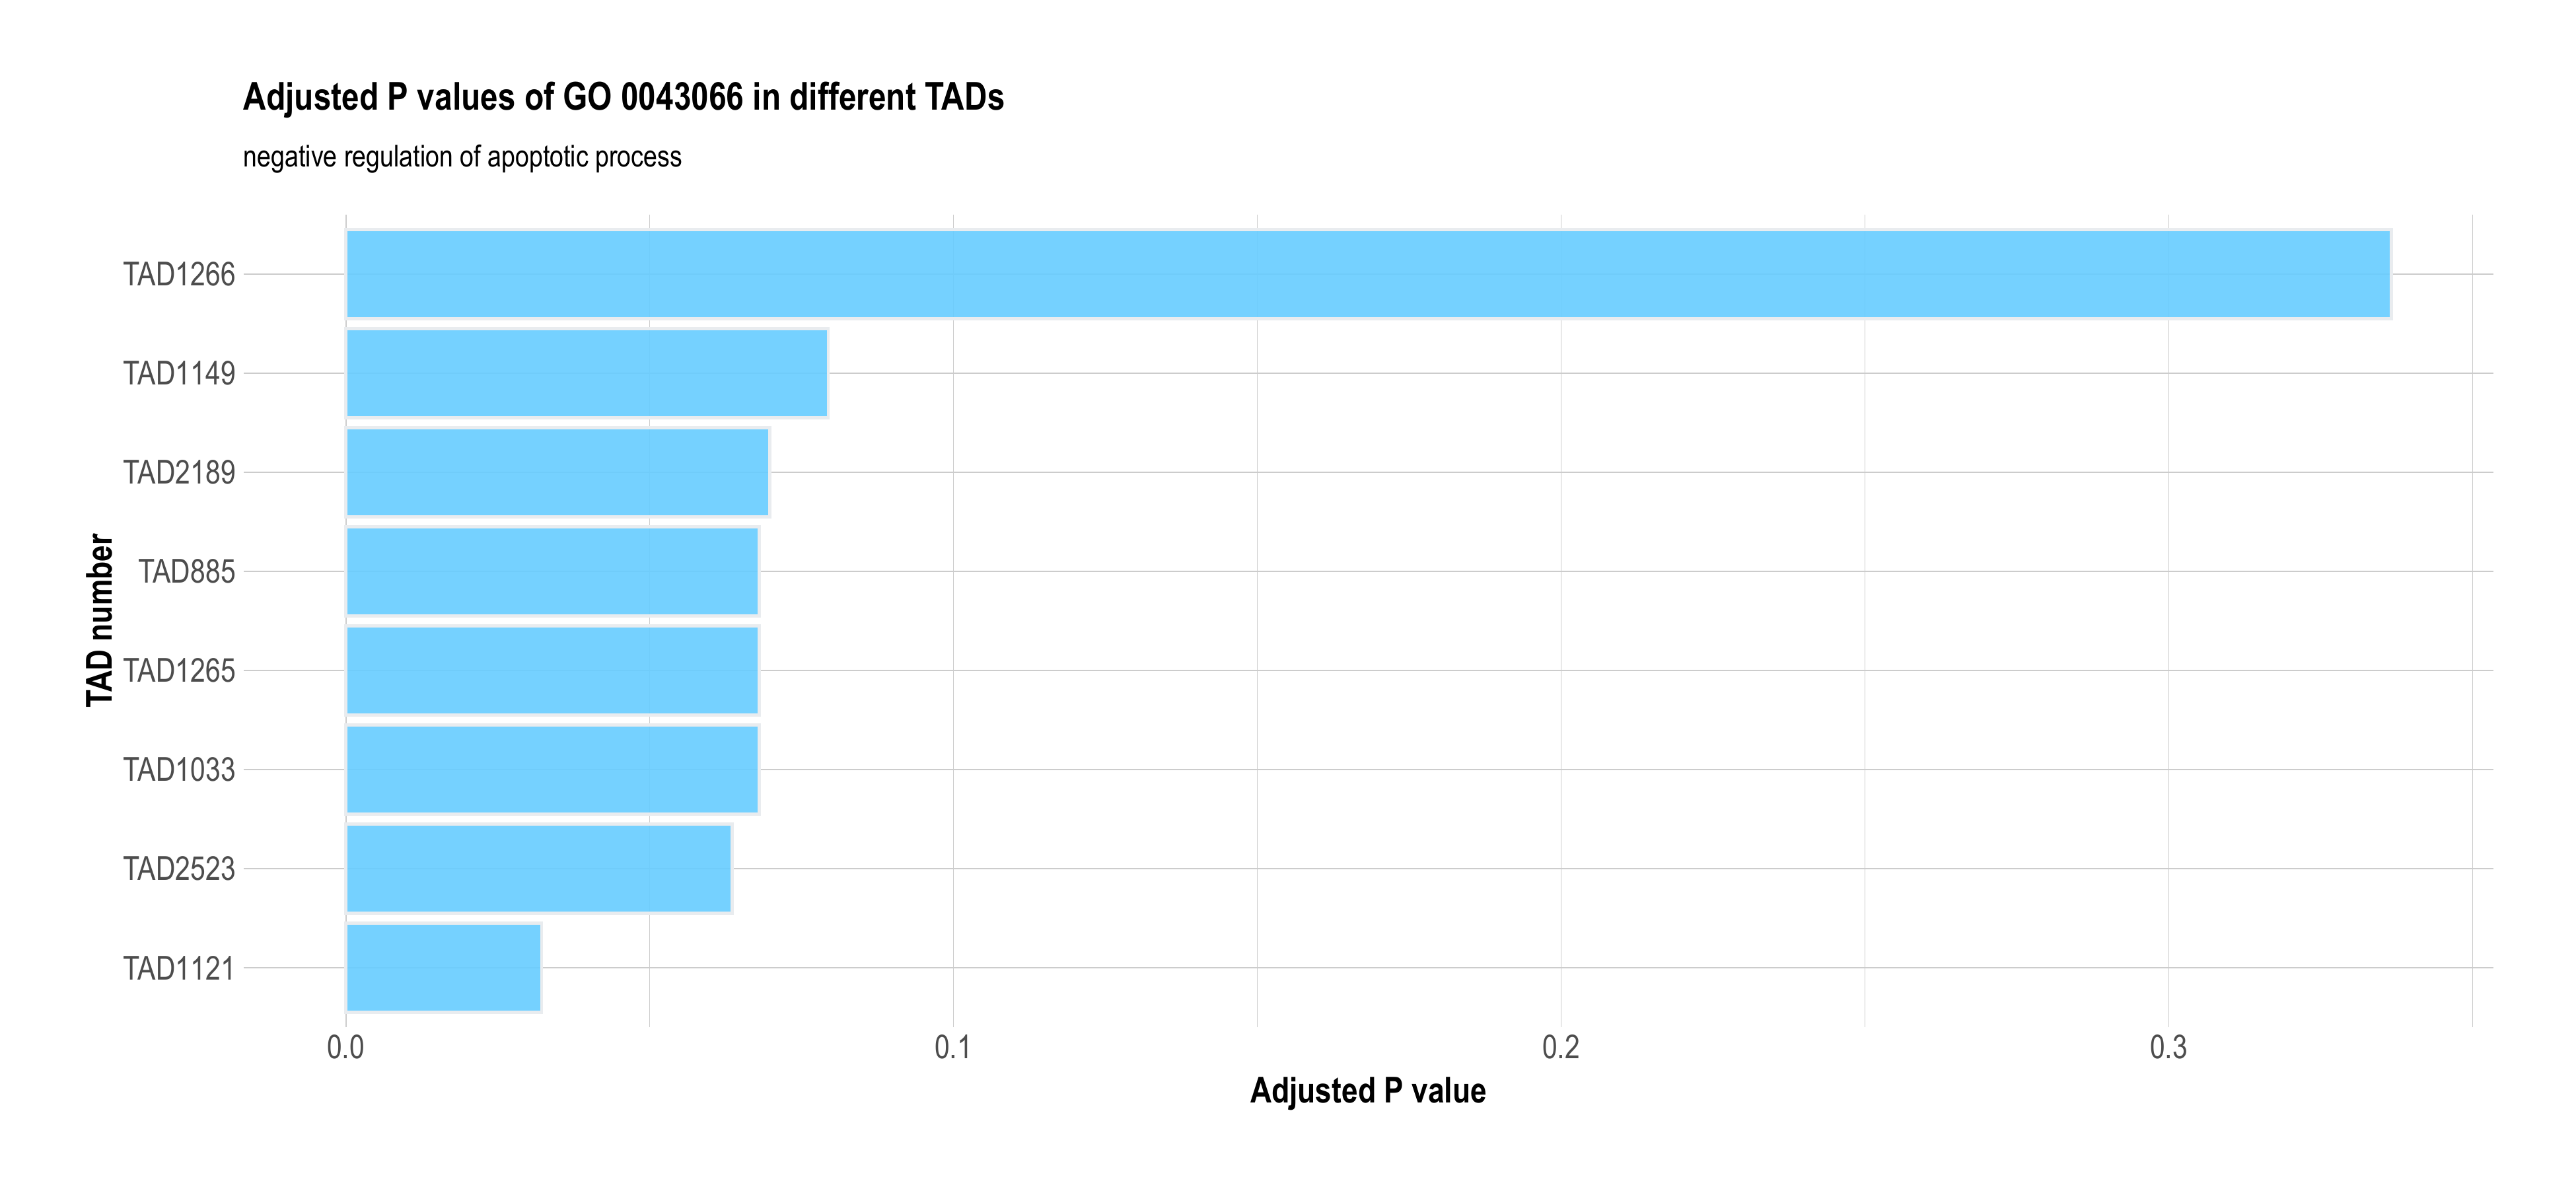 Adjusted P values of GO 0043066 in different TADs
negative regulation of apoptotic process
TAD number
TAD1266
TAD1149
TAD2189
TAD885
TAD1265
TAD1033
TAD2523
TAD1121
0.0 0.1 0.2 0.3
Adjusted P value